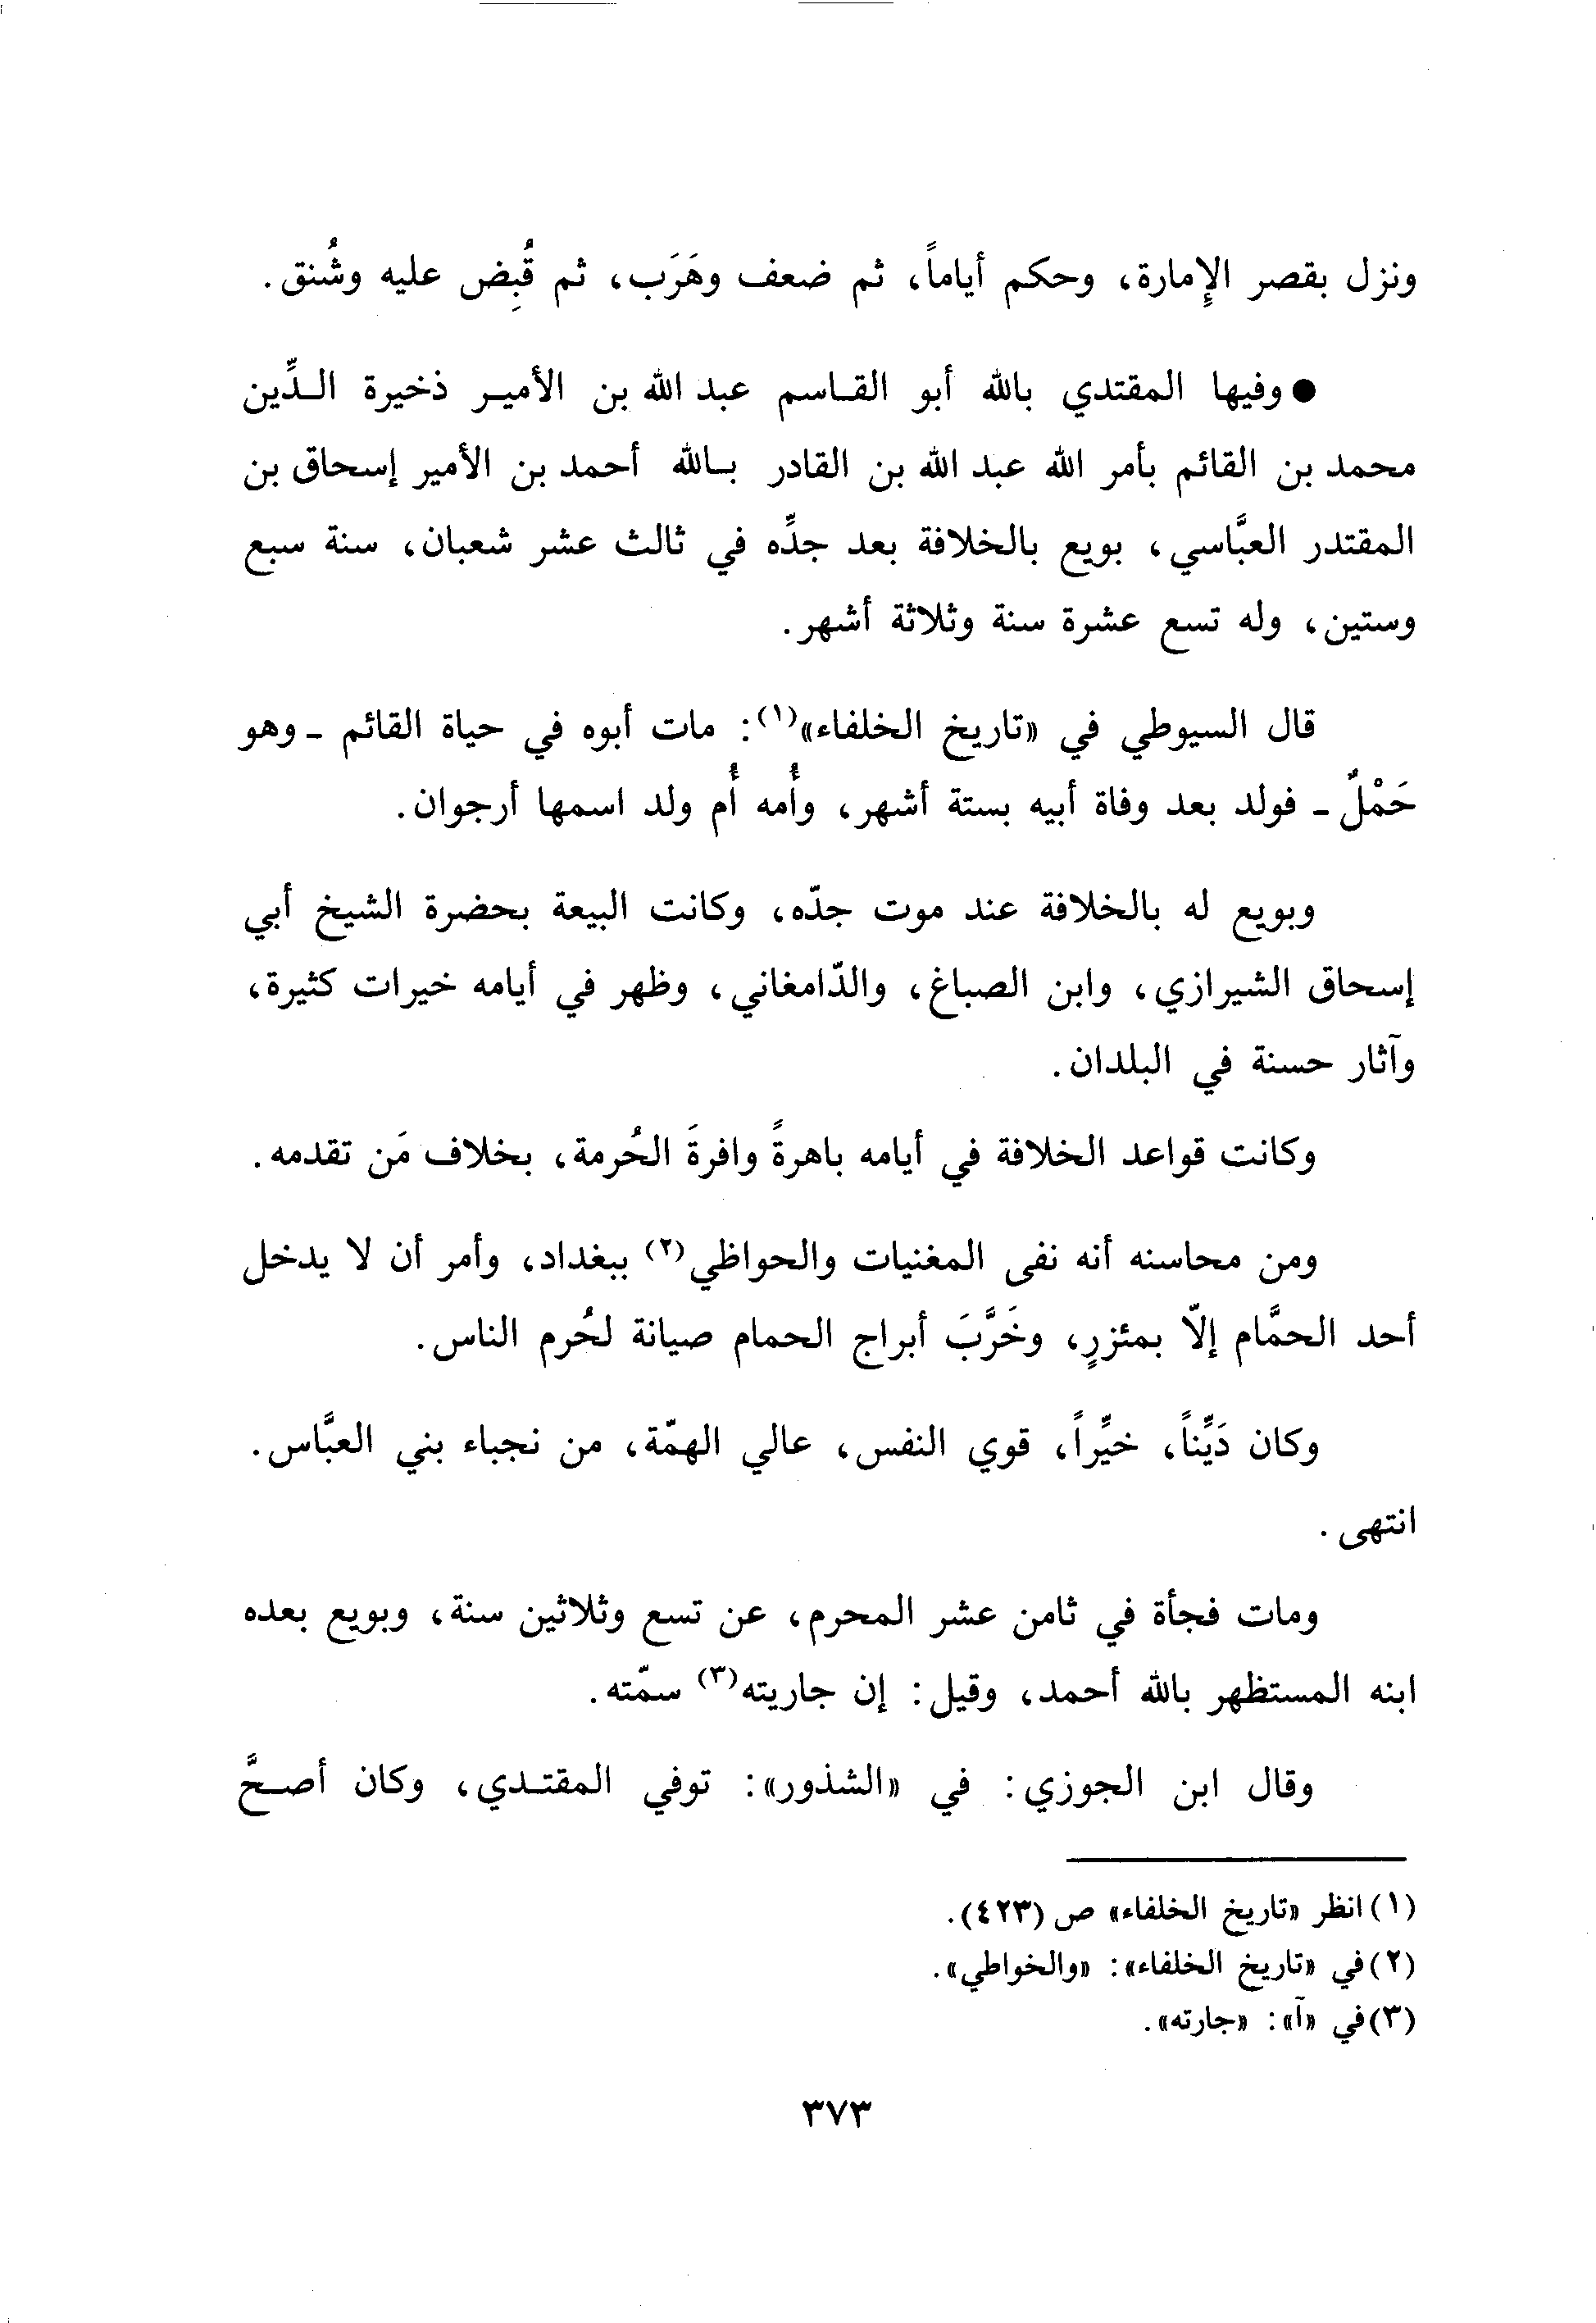 ونزل بقصر الإِمارة، وحكم أياماً، ثم ضعف وهَرَب، ثم قُبِض عليه وشُنق.
● وفيها المقتدي بالله أبو القـاسم عبد الله بن الأميـر ذخيرة الـدِّين
محمد بن القائم بأمر الله عبد الله بن القادر بـالله أحمد بن الأمير إسحاق بن
المقتدر العبَّاسي، بويع بالخلافة بعد جدِّه في ثالث عشر شعبان، سنة سبع
وستين، وله تسع عشرة سنة وثلاثة أشهر.
قال السيوطي في «تاريخ الخلفاء»(١): مات أبوه في حياة القائم - وهو
حَمْلٌ - فولد بعد وفاة أبيه بستة أشهر، وأُمه أُم ولد اسمها أرجوان.
وبويع له بالخلافة عند موت جدّه، وكانت البيعة بحضرة الشيخ أبي
إسحاق الشيرازي، وابن الصباغ، والدّامغاني، وظهر في أيامه خيرات كثيرة،
وآثار حسنة في البلدان.
وكانت قواعد الخلافة في أيامه باهرةً وافرةَ الحُرمة، بخلاف مَن تقدمه.
ومن محاسنه أنه نفى المغنيات والحواظي(٢) ببغداد، وأمر أن لا يدخل
أحد الحمَّام إلّا بمئزرٍ، وخَرَّبَ أبراج الحمام صيانة لحُرم الناس.
وكان دَيِّناً، خيِّراً، قوي النفس، عالي الهمّة، من نجباء بني العبَّاس.
انتهى.
ومات فجأة في ثامن عشر المحرم، عن تسع وثلاثين سنة، وبويع بعده
ابنه المستظهر بالله أحمد، وقيل: إن جاريته(٣) سمّته.
وقال ابن الجوزي: في «الشذور»: توفي المقتـدي، وكان أصـحَّ
(١) انظر «تاريخ الخلفاء» ص (٤٢٣).
(٢) في «تاريخ الخلفاء»: «والخواطي».
(٣) في «آ»: «جارته».
٣٧٣